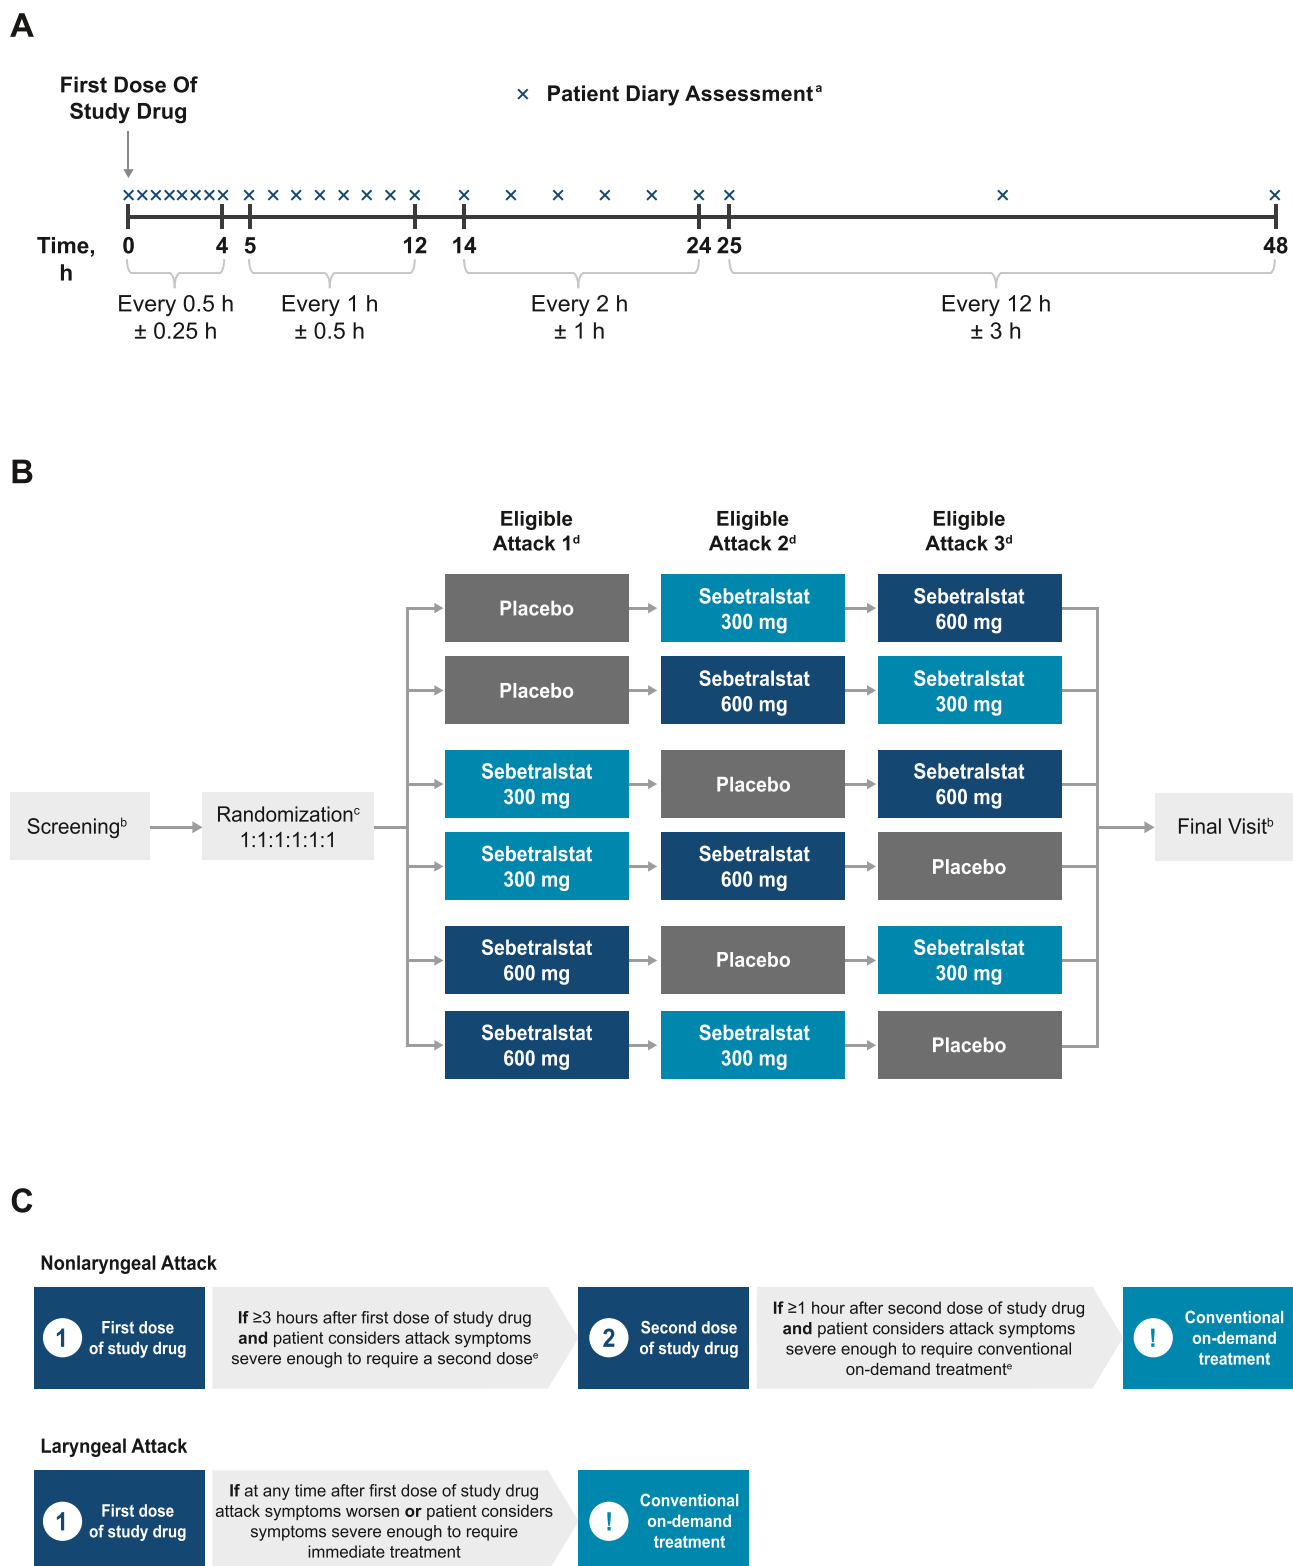 A
First Dose Of
Study Drug
× Patient Diary Assessmentᵃ
Time,
h
0 4 5 12 14 24 25 48
Every 0.5 h
± 0.25 h
Every 1 h
± 0.5 h
Every 2 h
± 1 h
Every 12 h
± 3 h
B
Eligible
Attack 1ᵈ
Eligible
Attack 2ᵈ
Eligible
Attack 3ᵈ
Placebo
Sebetralstat
300 mg
Sebetralstat
600 mg
Placebo
Sebetralstat
600 mg
Sebetralstat
300 mg
Screeningᵇ
Randomizationᶜ
1:1:1:1:1:1
Sebetralstat
300 mg
Placebo
Sebetralstat
600 mg
Sebetralstat
300 mg
Sebetralstat
600 mg
Placebo
Final Visitᵇ
Sebetralstat
600 mg
Placebo
Sebetralstat
300 mg
Sebetralstat
600 mg
Sebetralstat
300 mg
Placebo
C
Nonlaryngeal Attack
1
First dose
of study drug
If ≥3 hours after first dose of study drug
and patient considers attack symptoms
severe enough to require a second doseᵉ
2
Second dose
of study drug
If ≥1 hour after second dose of study drug
and patient considers attack symptoms
severe enough to require conventional
on-demand treatmentᵉ
!
Conventional
on-demand
treatment
Laryngeal Attack
1
First dose
of study drug
If at any time after first dose of study drug
attack symptoms worsen or patient considers
symptoms severe enough to require
immediate treatment
!
Conventional
on-demand
treatment